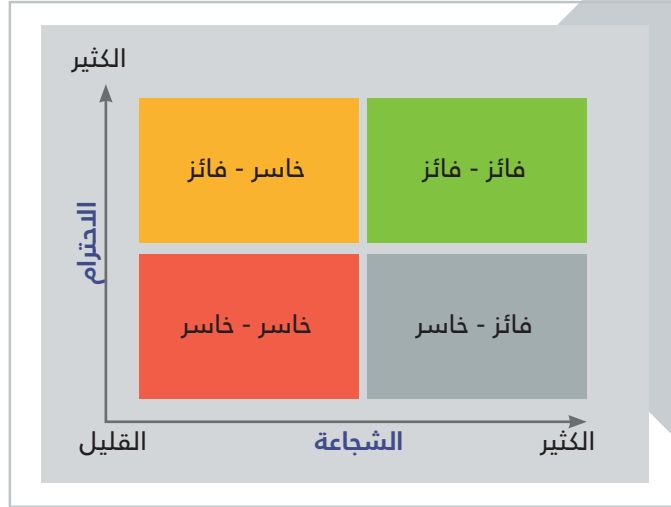 الكثير
فائز - فائز
خاسر - فائز
الاحترام
فائز - خاسر
خاسر - خاسر
الكثير
الشجاعة
القليل